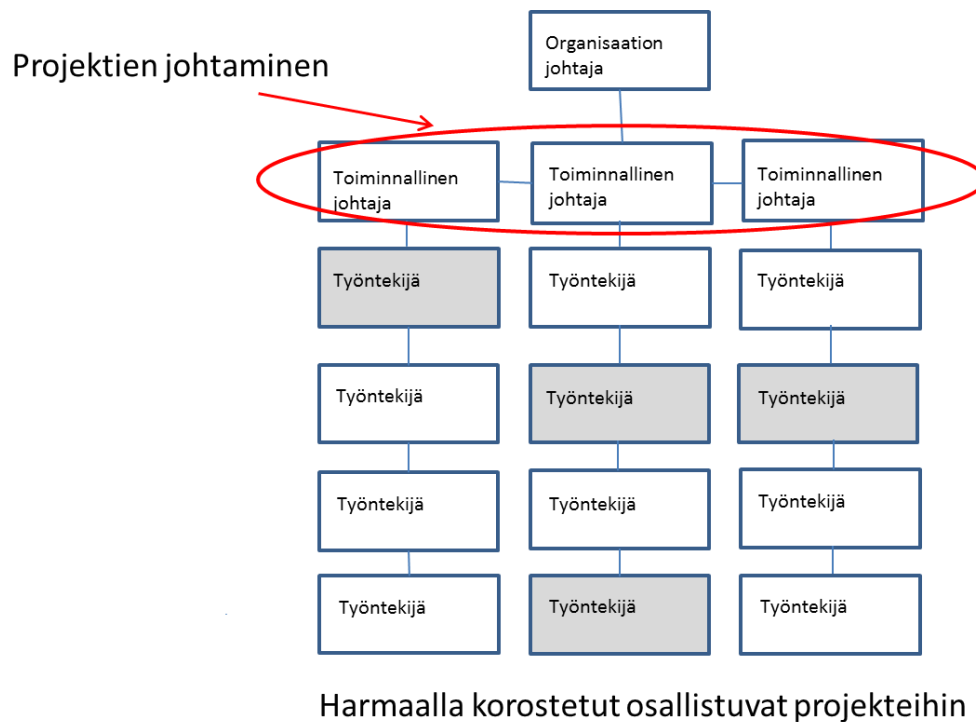 Projektien johtaminen
Organisaation
johtaja
Toiminnallinen
johtaja
Toiminnallinen
johtaja
Toiminnallinen
johtaja
Työntekijä
Työntekijä
Työntekijä
Työntekijä
Työntekijä
Työntekijä
Työntekijä
Työntekijä
Työntekijä
Työntekijä
Työntekijä
Työntekijä
Harmaalla korostetut osallistuvat projekteihin